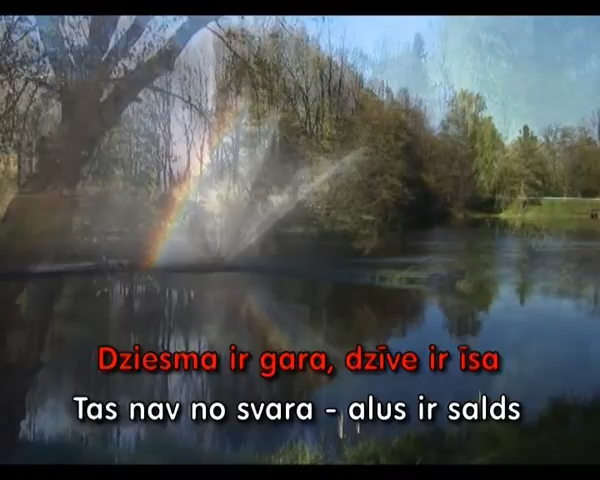 Dziesma ir gara, dzīve ir īsa
Tas nav no svara - alus ir salds